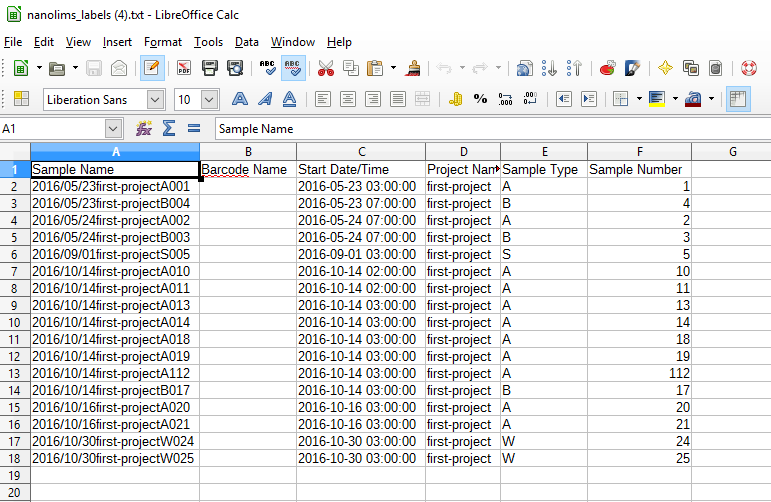 nanolims_labels (4).txt - LibreOffice Calc
File Edit View Insert Format Tools Data Window Help
PDF ABC ABC
Liberation Sans 10 A A A % 0.00 0.00
A1 fx Σ = Sample Name
A B C D E F G
1 Sample Name Barcode Name Start Date/Time Project Nam Sample Type Sample Number
2 2016/05/23first-projectA001 2016-05-23 03:00:00 first-project A 1
3 2016/05/23first-projectB004 2016-05-23 07:00:00 first-project B 4
4 2016/05/24first-projectA002 2016-05-24 07:00:00 first-project A 2
5 2016/05/24first-projectB003 2016-05-24 07:00:00 first-project B 3
6 2016/09/01first-projectS005 2016-09-01 03:00:00 first-project S 5
7 2016/10/14first-projectA010 2016-10-14 02:00:00 first-project A 10
8 2016/10/14first-projectA011 2016-10-14 02:00:00 first-project A 11
9 2016/10/14first-projectA013 2016-10-14 03:00:00 first-project A 13
10 2016/10/14first-projectA014 2016-10-14 03:00:00 first-project A 14
11 2016/10/14first-projectA018 2016-10-14 03:00:00 first-project A 18
12 2016/10/14first-projectA019 2016-10-14 03:00:00 first-project A 19
13 2016/10/14first-projectA112 2016-10-14 03:00:00 first-project A 112
14 2016/10/14first-projectB017 2016-10-14 03:00:00 first-project B 17
15 2016/10/16first-projectA020 2016-10-16 03:00:00 first-project A 20
16 2016/10/16first-projectA021 2016-10-16 03:00:00 first-project A 21
17 2016/10/30first-projectW024 2016-10-30 03:00:00 first-project W 24
18 2016/10/30first-projectW025 2016-10-30 03:00:00 first-project W 25
19
20